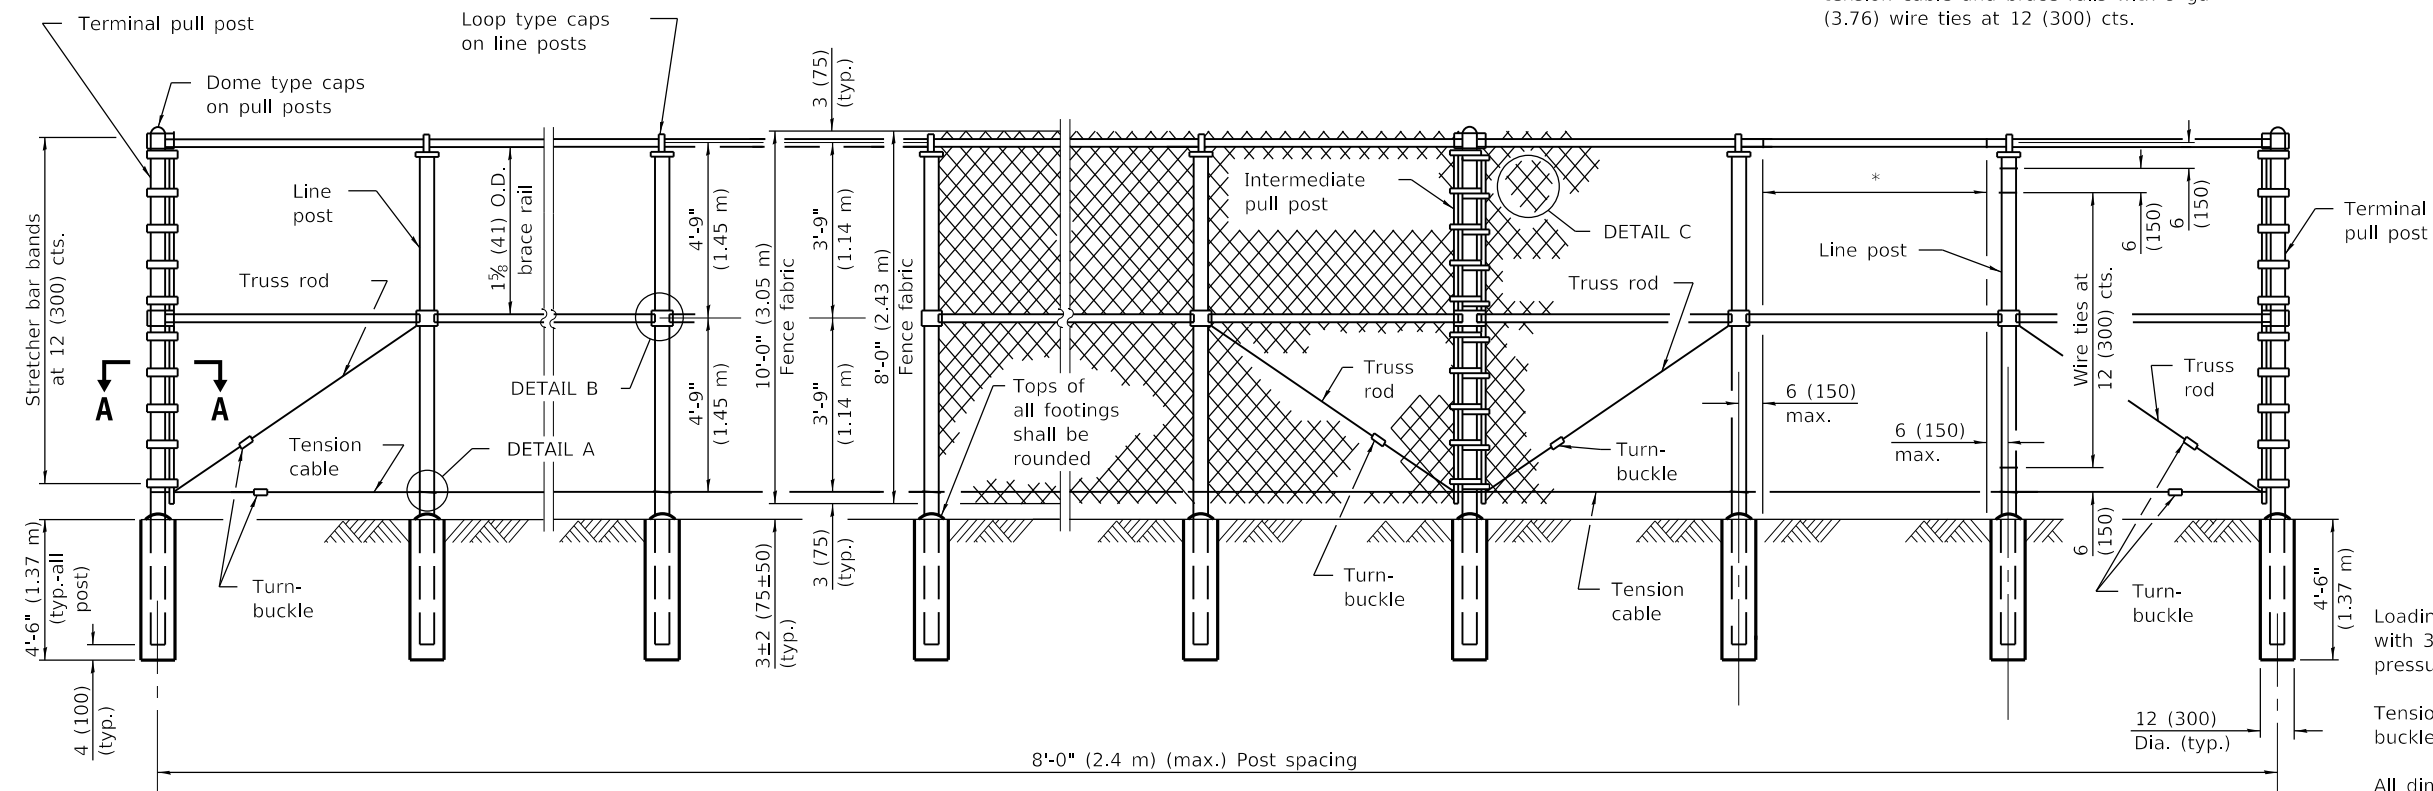 (3.76) wire ties at 12 (300) cts.
Terminal pull post
Loop type caps
on line posts
Dome type caps
on pull posts
3 (75)
(typ.)
Stretcher bar bands
at 12 (300) cts.
Line
post
1⅝ (41) O.D.
brace rail
4'-9"
(1.45 m)
10'-0" (3.05 m)
Fence fabric
3'-9"
(1.14 m)
8'-0" (2.43 m)
Fence fabric
Intermediate
pull post
DETAIL C
*
6
(150)
6
(150)
Terminal
pull post
Line post
Truss rod
Truss rod
Wire ties at
12 (300) cts.
A
A
DETAIL B
4'-9"
(1.45 m)
3'-9"
(1.14 m)
Tops of
all footings
shall be
rounded
Truss
rod
6 (150)
max.
Truss
rod
Tension
cable
DETAIL A
6 (150)
max.
Turn-
buckle
4'-6" (1.37 m)
(typ.-all
post)
Turn-
buckle
3±2 (75±50)
(typ.)
3 (75)
(typ.)
Turn-
buckle
Tension
cable
6
(150)
Turn-
buckle
4'-6"
(1.37 m)
4 (100)
(typ.)
12 (300)
Dia. (typ.)
8'-0" (2.4 m) (max.) Post spacing
with 3